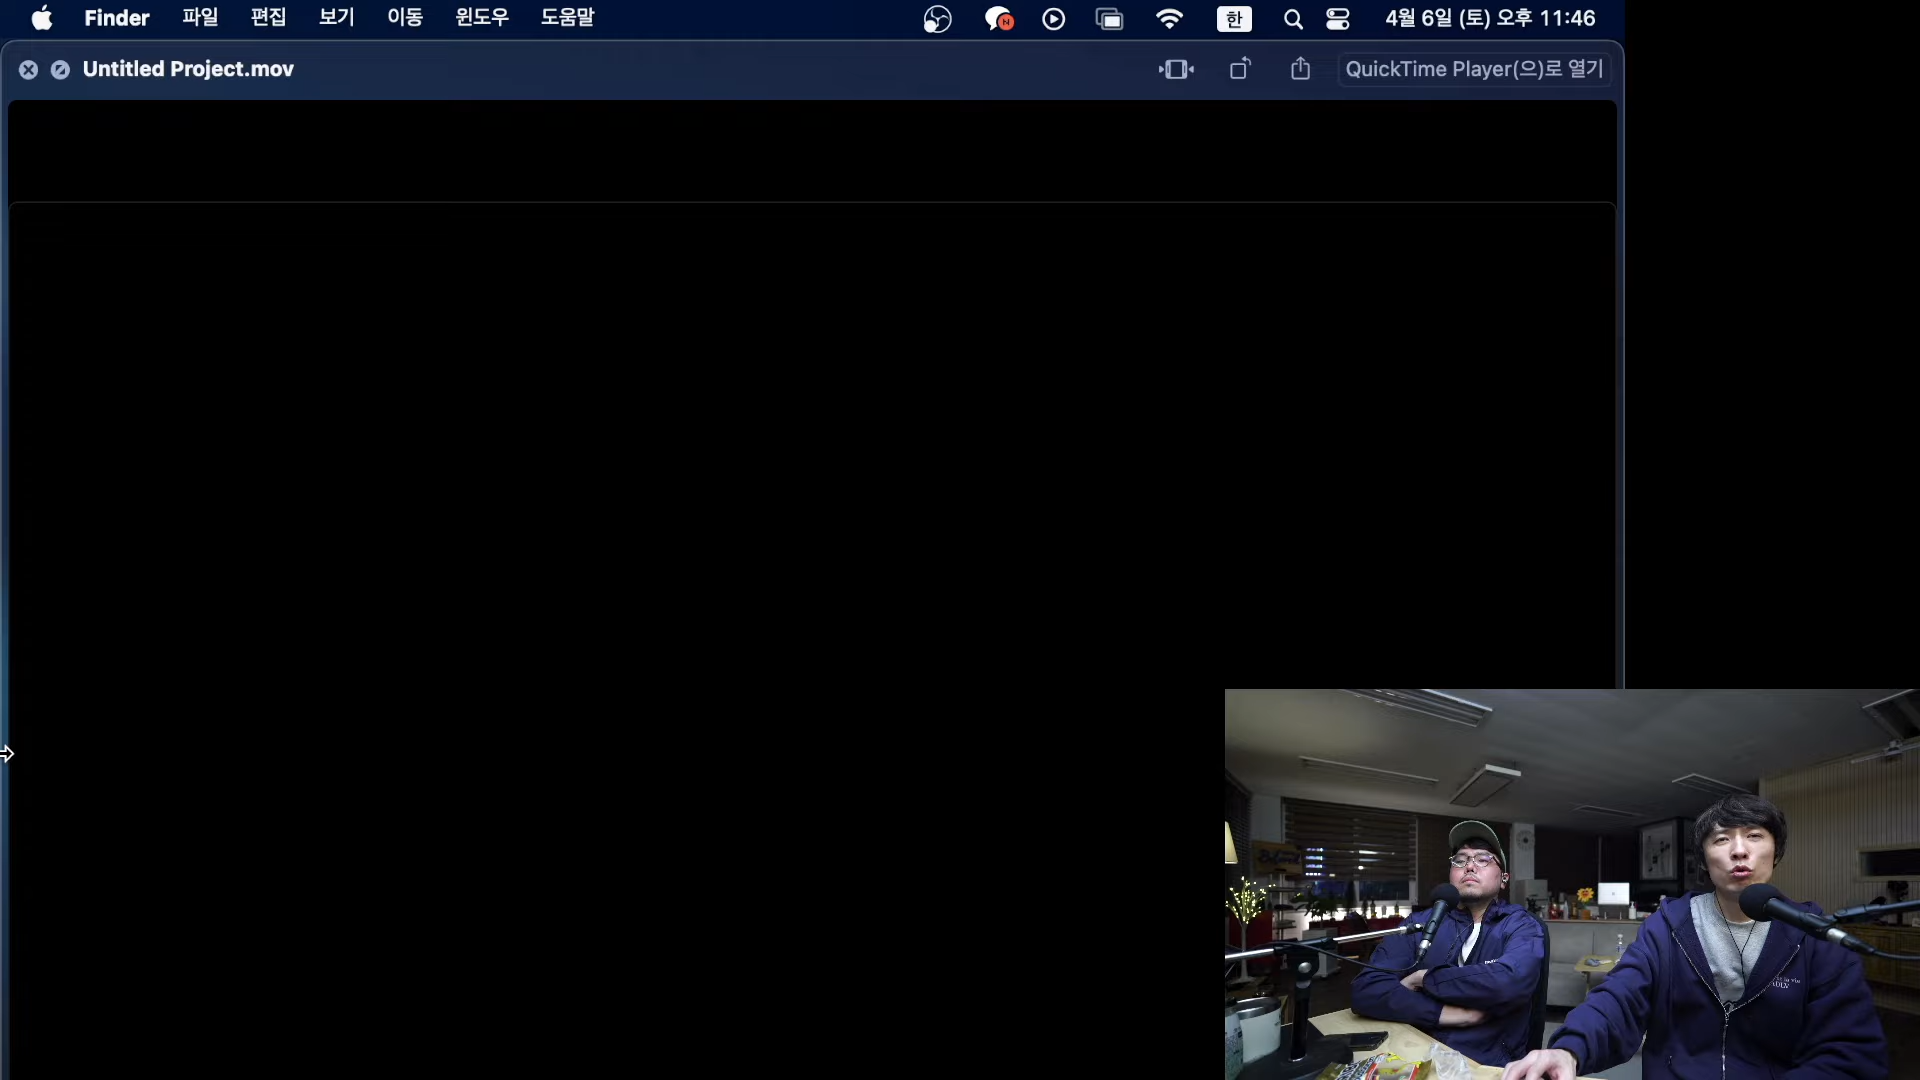 Finder 파일 편집 보기 이동 윈도우 도움말 한 4월 6일 (토) 오후 11:46
Untitled Project.mov QuickTime Player(으)로 열기
N